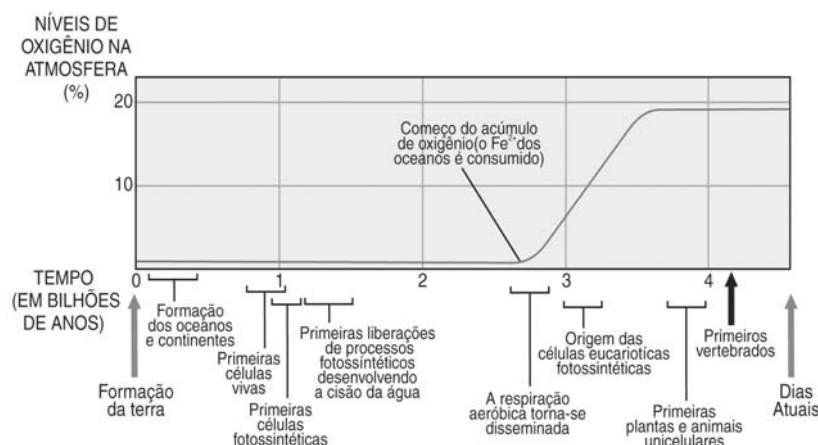 NÍVEIS DE
OXIGÊNIO NA
ATMOSFERA
(%)
20
10
Começo do acúmulo
de oxigênio(o Fe²⁺dos
oceanos é consumido)
TEMPO
(EM BILHÕES
DE ANOS)
0
1
2
3
4
Formação
da terra
Formação
dos oceanos
e continentes
Primeiras
células
vivas
Primeiras
células
fotossintéticas
Primeiras liberações
de processos
fotossintéticos
desenvolvendo
a cisão da água
A respiração
aeróbica torna-se
disseminada
Origem das
células eucariotícas
fotossintéticas
Primeiras
plantas e animais
unicelulares
Primeiros
vertebrados
Dias
Atuais